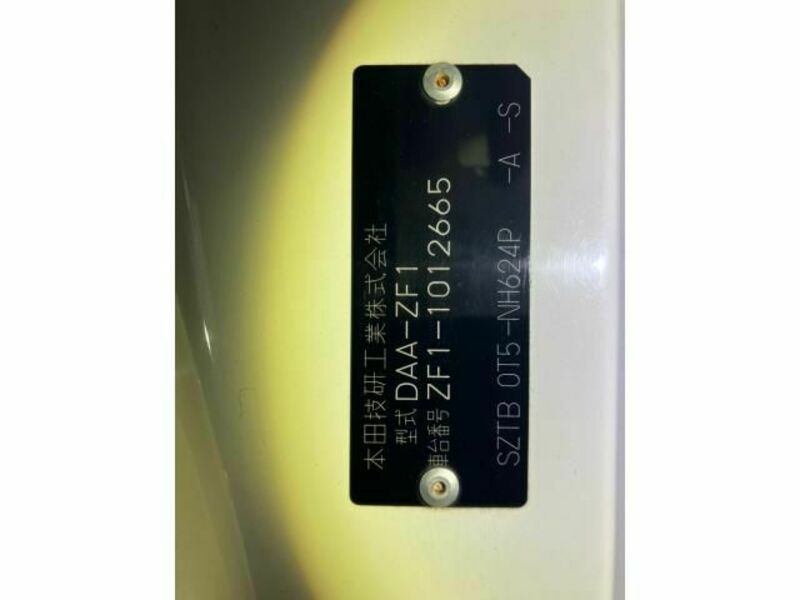 本田技研工業株式会社
型式 DAA-ZF1
車台番号 ZF1-1012665
SZTB 0T5-NH624P -A -S